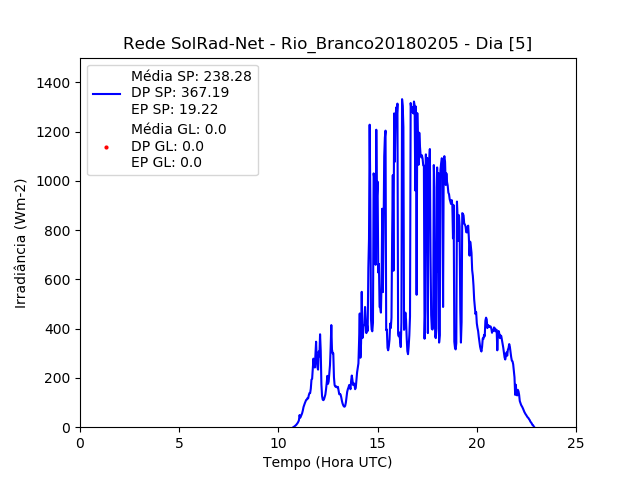 Rede SolRad-Net - Rio_Branco20180205 - Dia [5]
Média SP: 238.28
DP SP: 367.19
EP SP: 19.22
Média GL: 0.0
DP GL: 0.0
EP GL: 0.0
1400
1200
1000
800
600
400
200
0
Irradiância (Wm-2)
0 5 10 15 20 25
Tempo (Hora UTC)